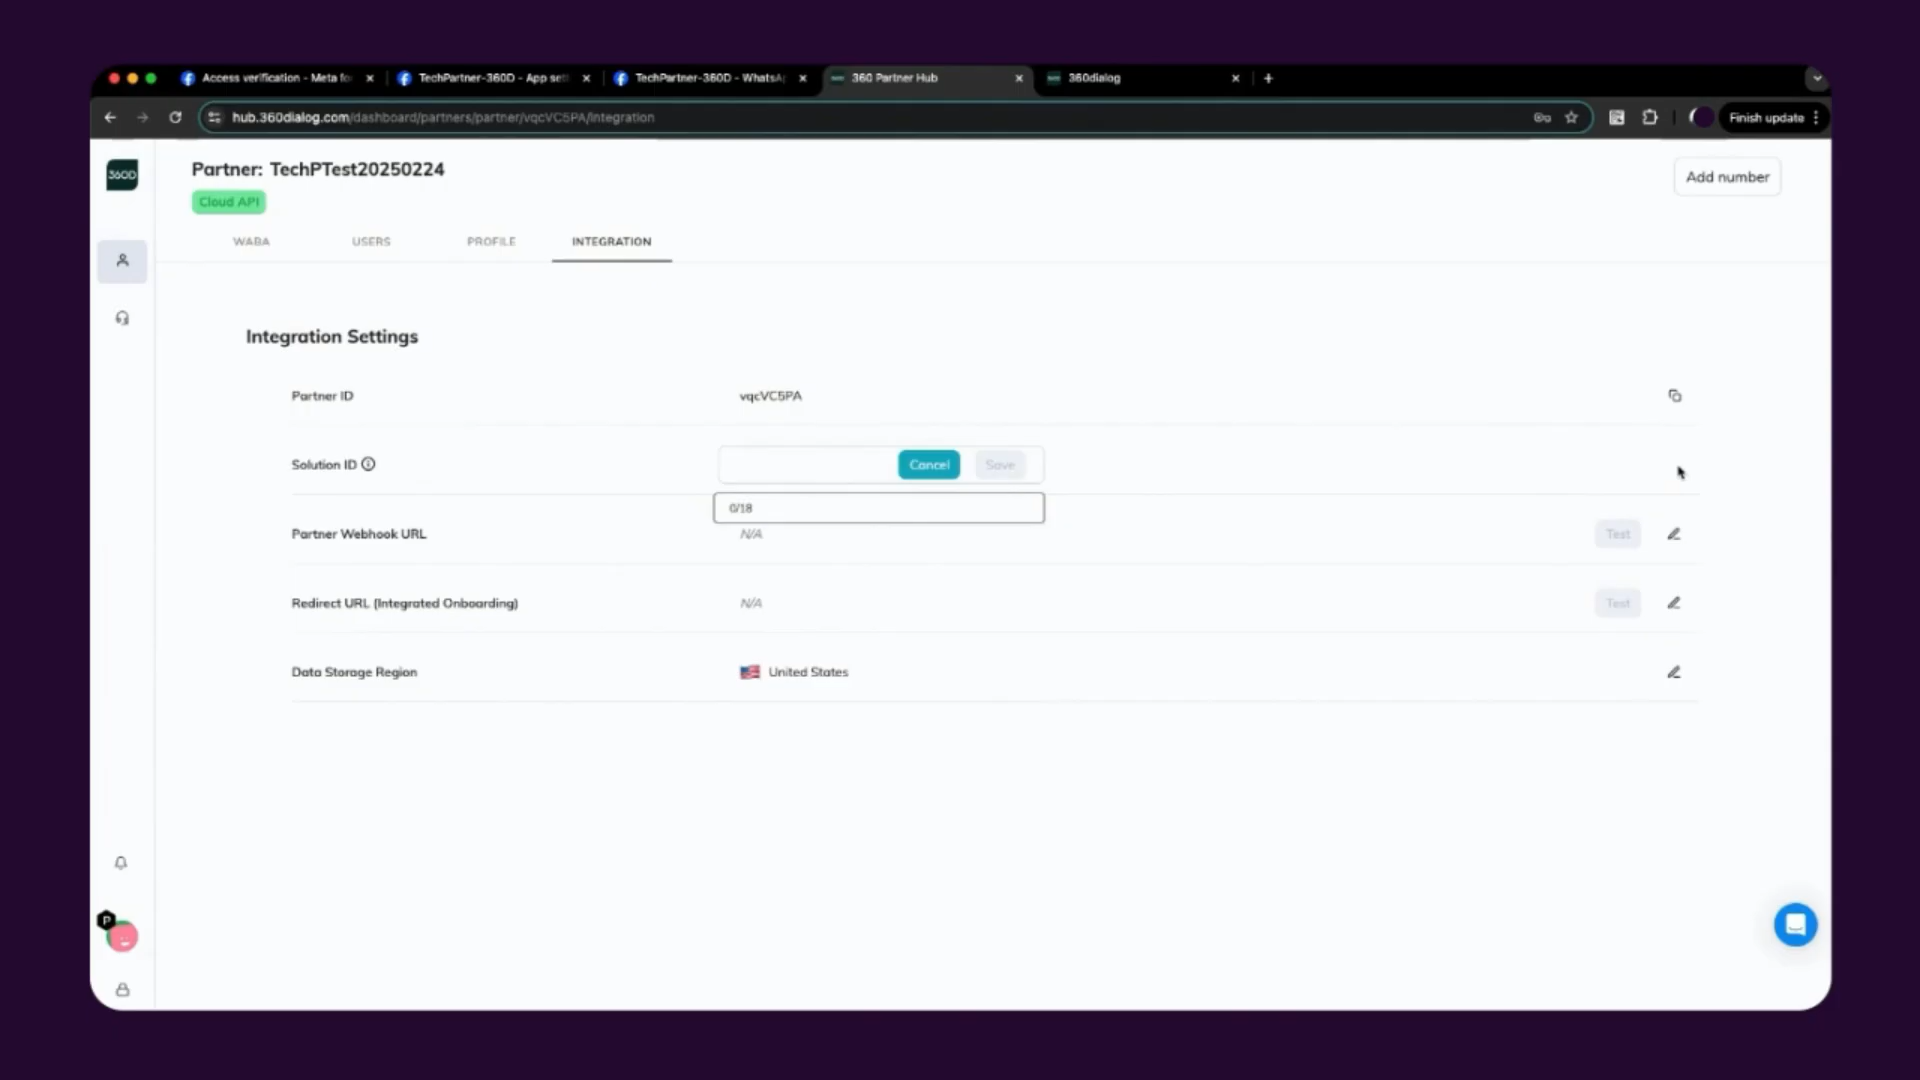 Access verification - Meta fo
TechPartner-360D - App set
TechPartner-360D - WhatsA
360 Partner Hub
360dialog
hub.360dialog.com/dashboard/partners/partner/vqcVC5PA/integration
Finish update
360D
Partner: TechPTest20250224
Add number
Cloud API
WABA
USERS
PROFILE
INTEGRATION
Integration Settings
Partner ID
vqcVC5PA
Solution ID
Cancel
Save
0/18
Partner Webhook URL
N/A
Test
Redirect URL (Integrated Onboarding)
N/A
Test
Data Storage Region
United States
P